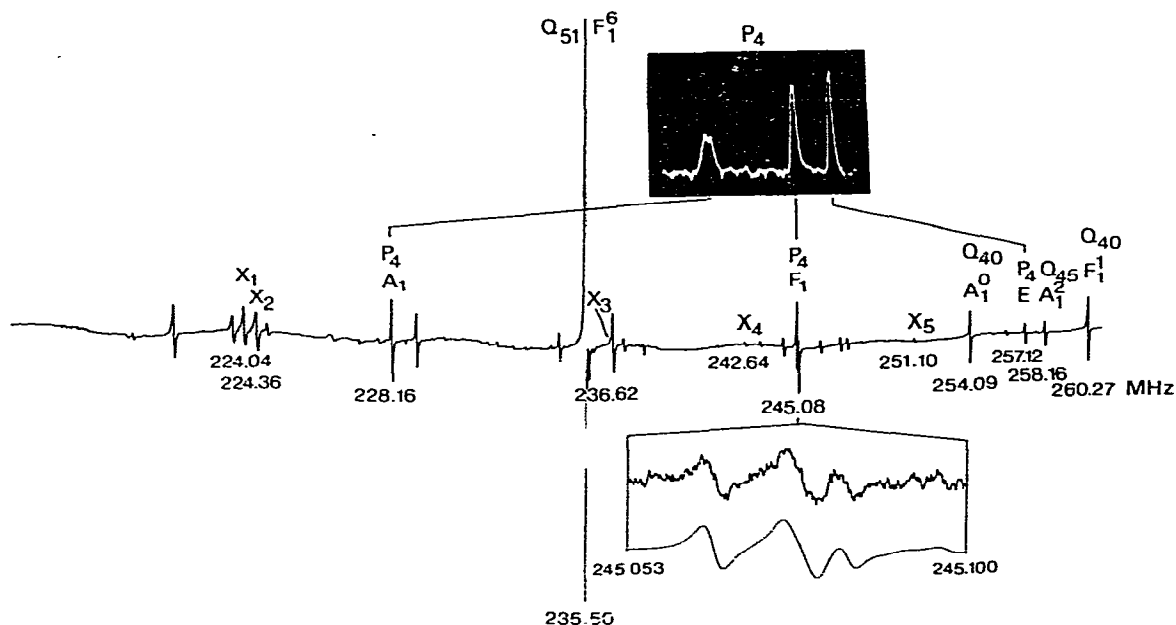 Q51 F1^6
P4
X1
X2
P4
A1
X3
X4
P4
F1
X5
Q40
A1^0
P4
E
Q45
A1^2
Q40
F1^1
224.04
224.36
228.16
236.62
242.64
245.08
251.10
254.09
257.12
258.16
260.27 MHz
245 053
245.100
235.50